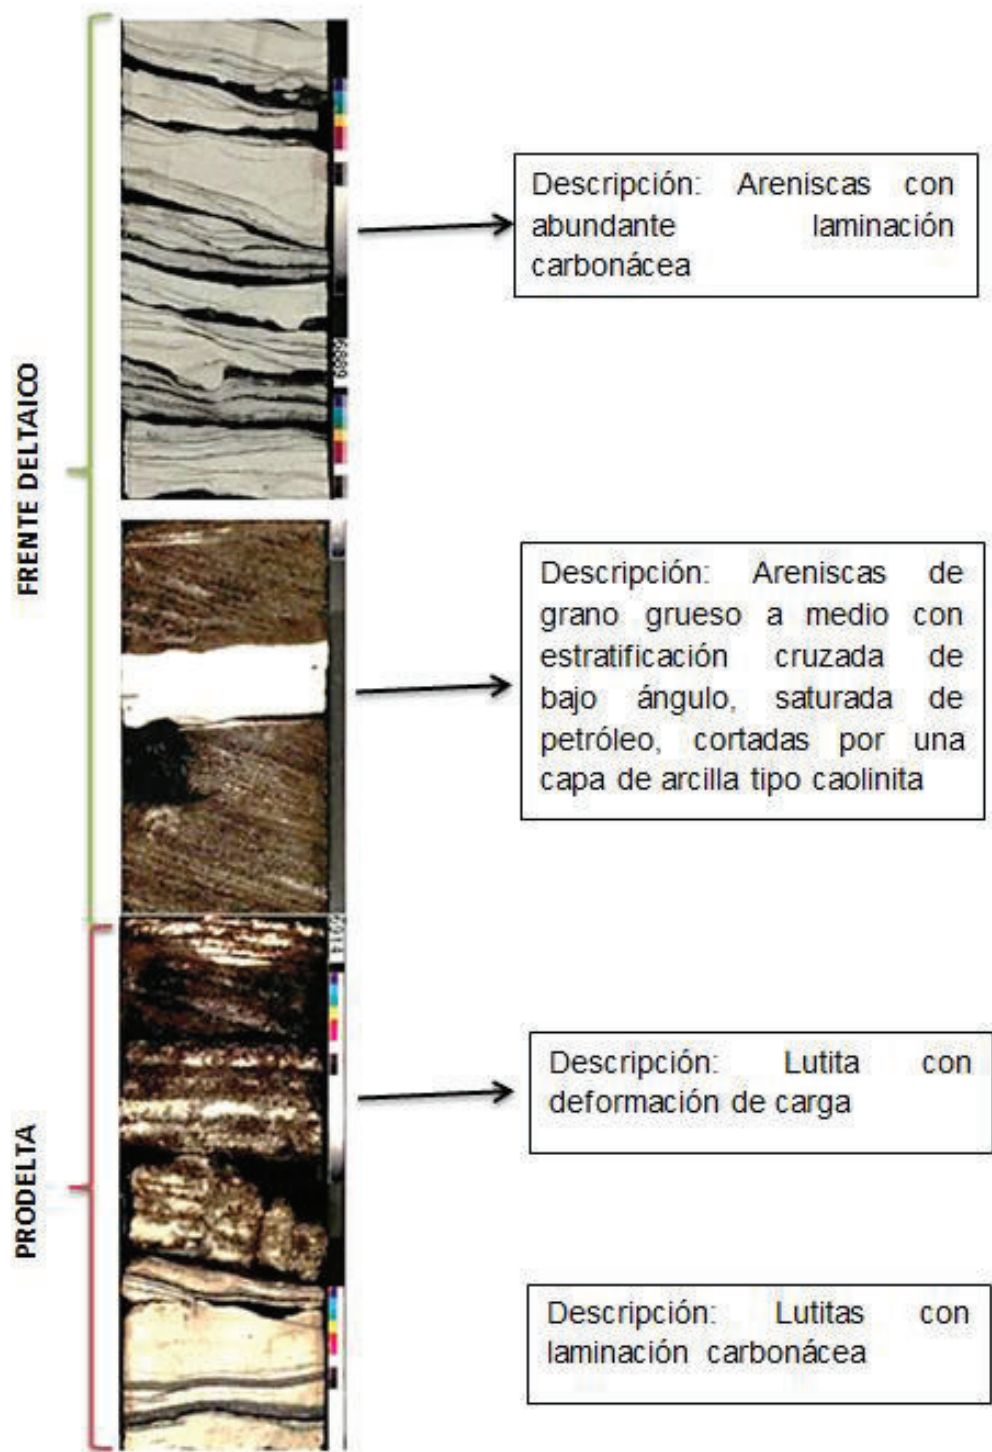 FRENTE DELTAICO
Descripción: Areniscas con
abundante laminación
carbonácea
6889
Descripción: Areniscas de
grano grueso a medio con
estratificación cruzada de
bajo ángulo, saturada de
petróleo, cortadas por una
capa de arcilla tipo caolinita
PRODELTA
6914
Descripción: Lutita con
deformación de carga
Descripción: Lutitas con
laminación carbonácea